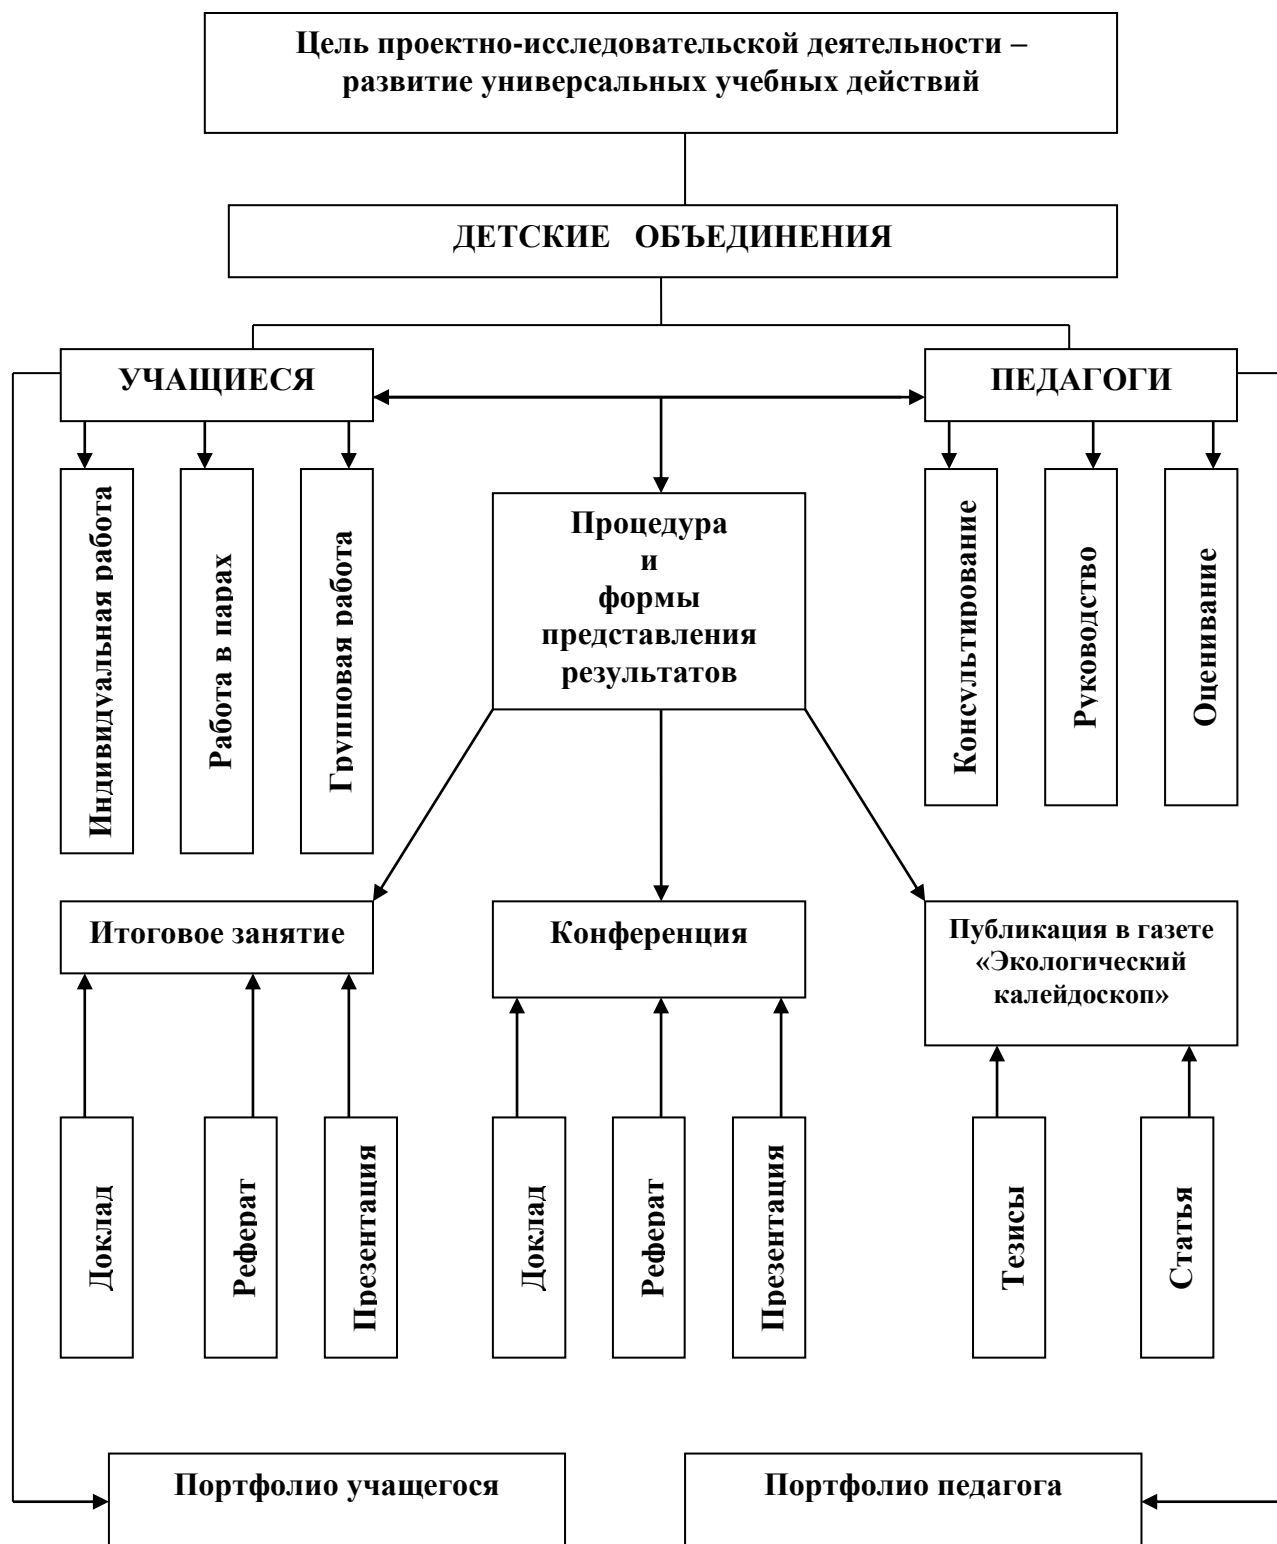 Цель проектно-исследовательской деятельности –
развитие универсальных учебных действий
ДЕТСКИЕ ОБЪЕДИНЕНИЯ
УЧАЩИЕСЯ
ПЕДАГОГИ
Индивидуальная работа
Работа в парах
Групповая работа
Процедура
и
формы
представления
результатов
Консультирование
Руководство
Оценивание
Итоговое занятие
Конференция
Публикация в газете
«Экологический
калейдоскоп»
Доклад
Реферат
Презентация
Доклад
Реферат
Презентация
Тезисы
Статья
Портфолио учащегося
Портфолио педагога